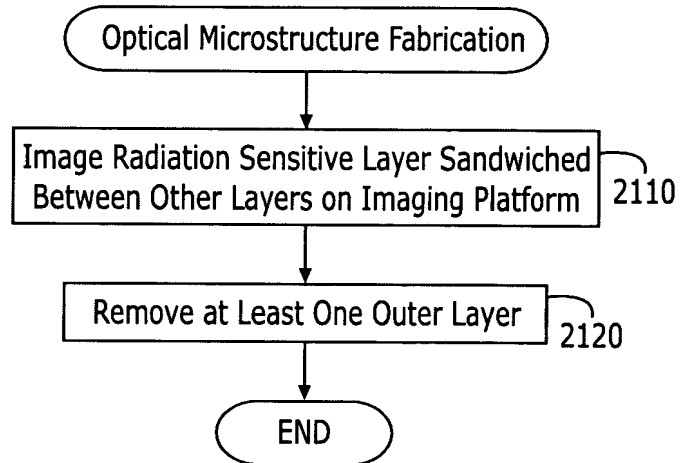 Optical Microstructure Fabrication
Image Radiation Sensitive Layer Sandwiched
Between Other Layers on Imaging Platform
2110
Remove at Least One Outer Layer
2120
END